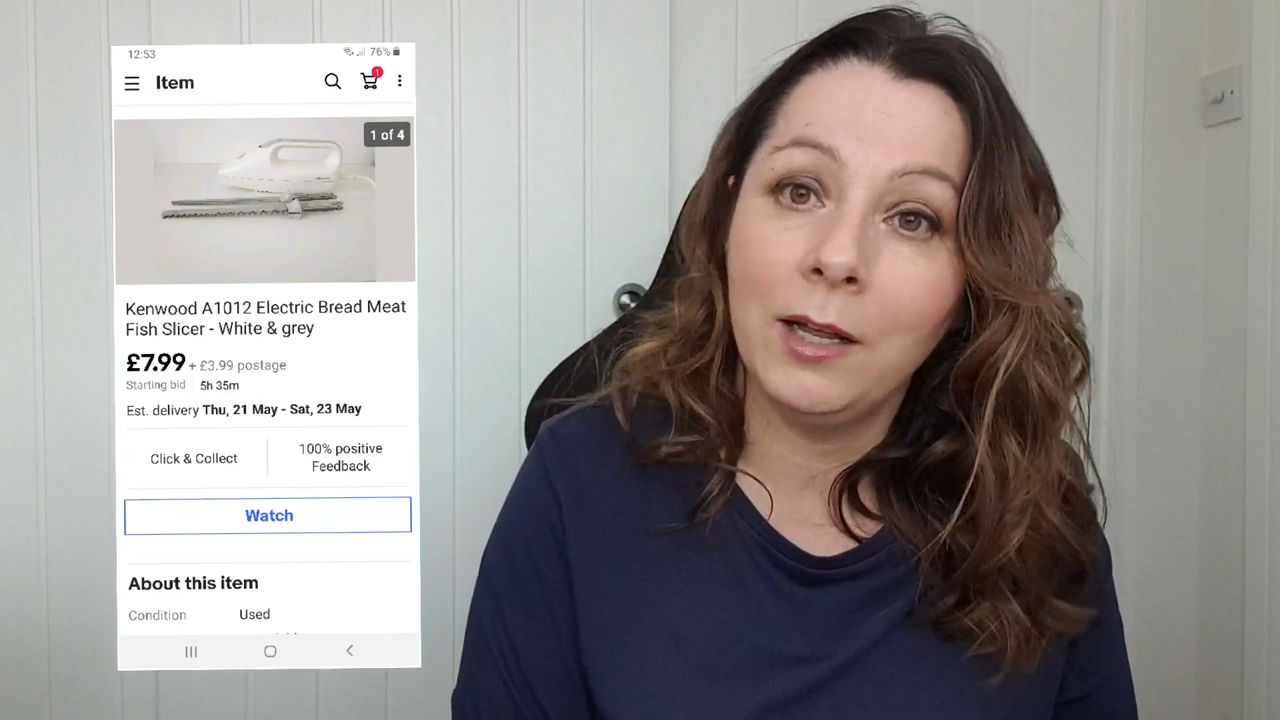 12:53
76%
Item
1
1 of 4
Kenwood A1012 Electric Bread Meat
Fish Slicer - White & grey
£7.99 + £3.99 postage
Starting bid 5h 35m
Est. delivery Thu, 21 May - Sat, 23 May
Click & Collect
100% positive
Feedback
Watch
About this item
Condition Used